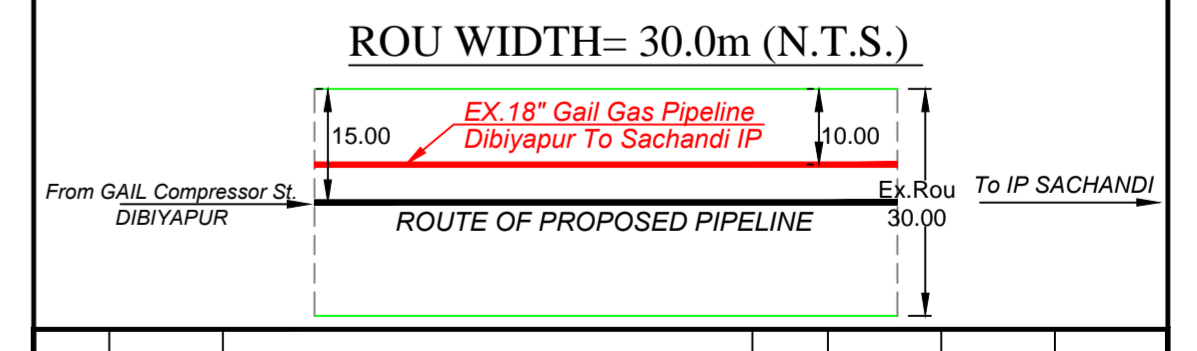 ROU WIDTH= 30.0m (N.T.S.)
EX.18" Gail Gas Pipeline
Dibiyapur To Sachandi IP
15.00
10.00
From GAIL Compressor St.
DIBIYAPUR
Ex.Rou
30.00
To IP SACHANDI
ROUTE OF PROPOSED PIPELINE